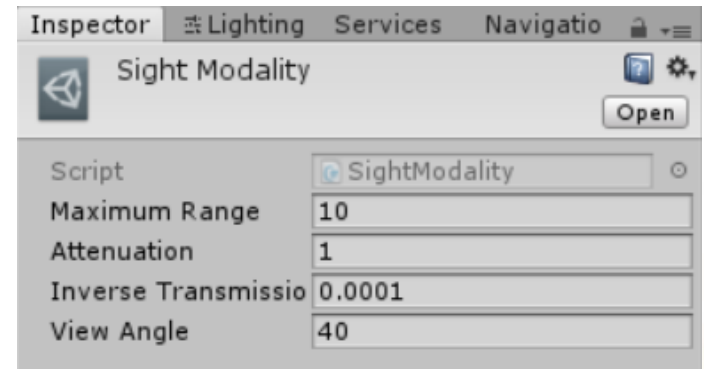 Inspector Lighting Services Navigatio
Sight Modality
Open
Script SightModality
Maximum Range 10
Attenuation 1
Inverse Transmissio 0.0001
View Angle 40